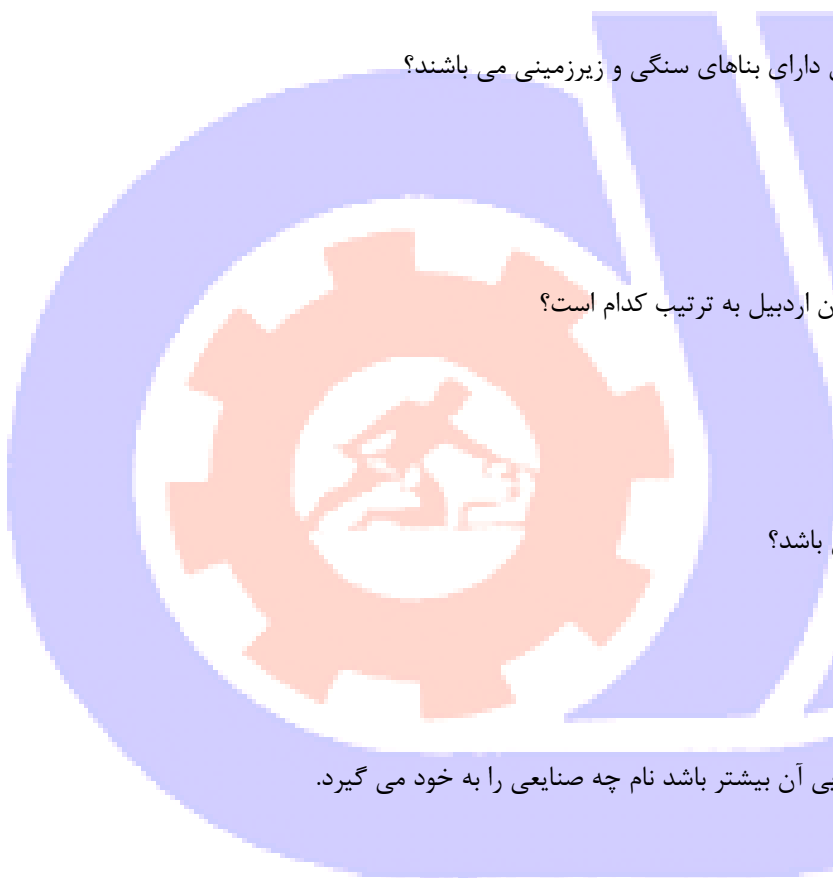 دارای بناهای سنگی و زیرزمینی می باشند؟
اردبیل به ترتیب کدام است؟
باشد؟
آن بیشتر باشد نام چه صنایعی را به خود می گیرد.